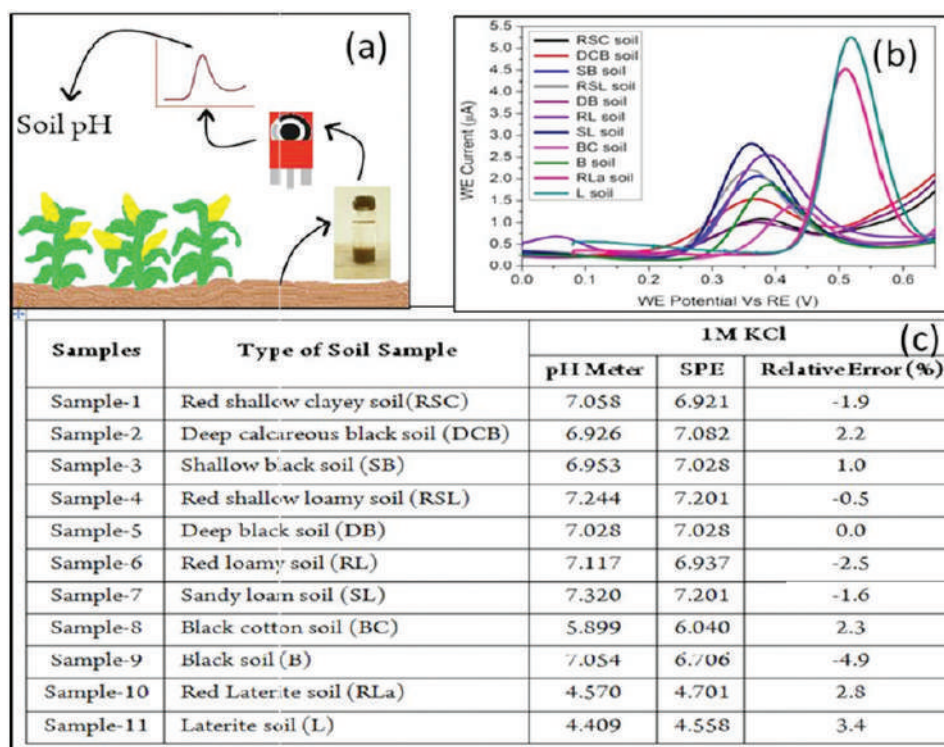 (a)
Soil pH
(b)
5.5
5.0
4.5
4.0
3.5
3.0
2.5
2.0
1.5
1.0
0.5
0.0
WE Current (μA)
RSC soil
DCB soil
SB soil
RSL soil
DB soil
RL soil
SL soil
BC soil
B soil
RLa soil
L soil
0.0 0.1 0.2 0.3 0.4 0.5 0.6
WE Potential Vs RE (V)
(c)
Samples Type of Soil Sample 1M KCl
pH Meter SPE Relative Error (%)
Sample-1 Red shallow clayey soil(RSC) 7.058 6.921 -1.9
Sample-2 Deep calcareous black soil (DCB) 6.926 7.082 2.2
Sample-3 Shallow black soil (SB) 6.953 7.028 1.0
Sample-4 Red shallow loamy soil (RSL) 7.244 7.201 -0.5
Sample-5 Deep black soil (DB) 7.028 7.028 0.0
Sample-6 Red loamy soil (RL) 7.117 6.937 -2.5
Sample-7 Sandy loam soil (SL) 7.320 7.201 -1.6
Sample-8 Black cotton soil (BC) 5.899 6.040 2.3
Sample-9 Black soil (B) 7.054 6.706 -4.9
Sample-10 Red Laterite soil (RLa) 4.570 4.701 2.8
Sample-11 Laterite soil (L) 4.409 4.558 3.4